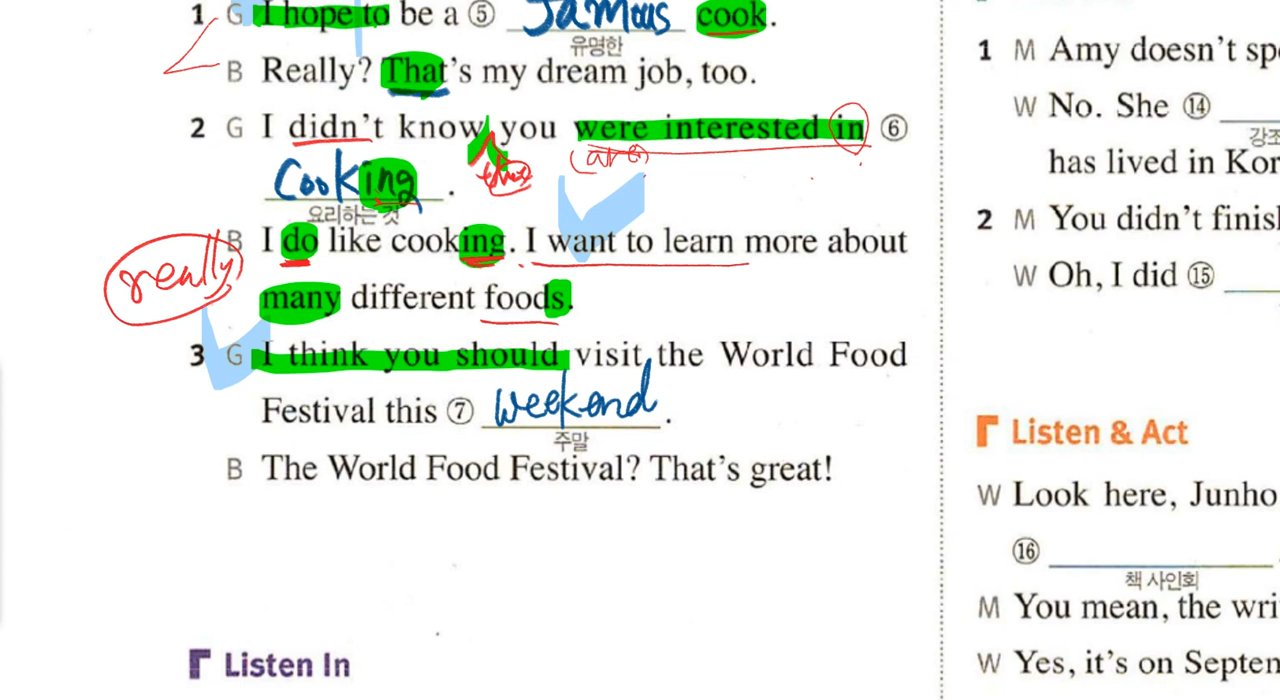 1 G I hope to be a ⑤ famous cook.
유명한
B Really? That's my dream job, too.
2 G I didn't know you were interested in ⑥
(are)
cooking.
that
요리하는 것
B I do like cooking. I want to learn more about
really
many different foods.
3 G I think you should visit the World Food
Festival this ⑦ weekend.
주말
B The World Food Festival? That's great!
Listen In
1 M Amy doesn't sp
W No. She ⑭
강조
has lived in Kor
2 M You didn't finis
W Oh, I did ⑮
Listen & Act
W Look here, Junho
⑯
책 사인회
M You mean, the wri
W Yes, it's on Septem